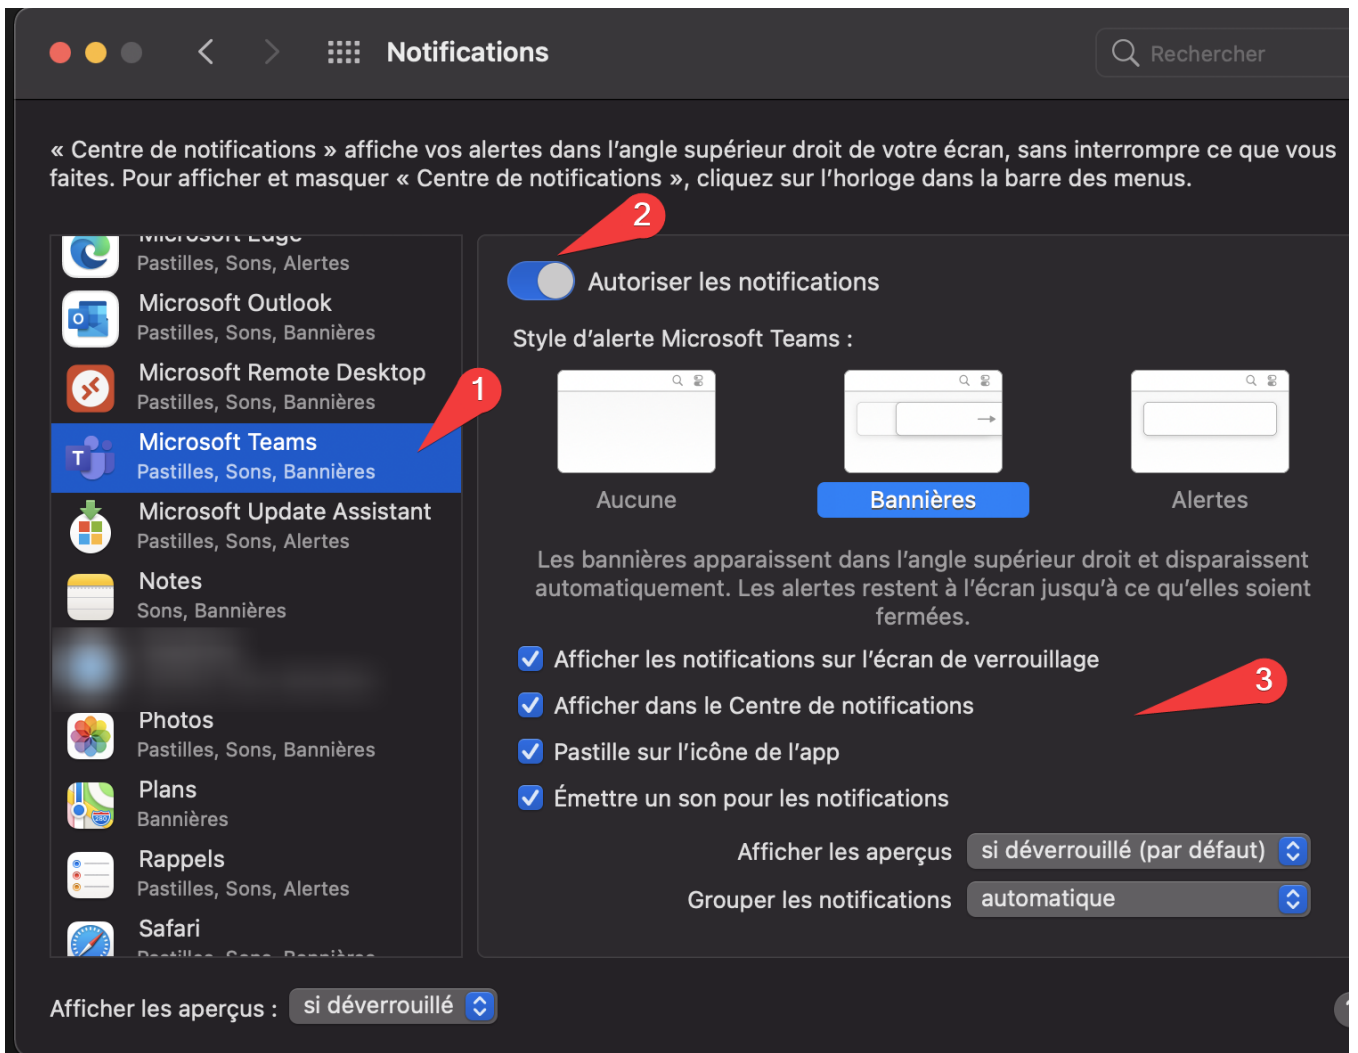 Notifications
Rechercher
« Centre de notifications » affiche vos alertes dans l’angle supérieur droit de votre écran, sans interrompre ce que vous
faites. Pour afficher et masquer « Centre de notifications », cliquez sur l’horloge dans la barre des menus.
Microsoft Edge
Pastilles, Sons, Alertes
Microsoft Outlook
Pastilles, Sons, Bannières
Microsoft Remote Desktop
Pastilles, Sons, Bannières
1
Microsoft Teams
Pastilles, Sons, Bannières
Microsoft Update Assistant
Pastilles, Sons, Alertes
Notes
Sons, Bannières
Photos
Pastilles, Sons, Bannières
Plans
Bannières
280
Rappels
Pastilles, Sons, Alertes
Safari
Pastilles, Sons, Bannières
2
Autoriser les notifications
Style d’alerte Microsoft Teams :
Aucune
Bannières
Alertes
Les bannières apparaissent dans l’angle supérieur droit et disparaissent
automatiquement. Les alertes restent à l’écran jusqu’à ce qu’elles soient
fermées.
Afficher les notifications sur l’écran de verrouillage
3
Afficher dans le Centre de notifications
Pastille sur l’icône de l’app
Émettre un son pour les notifications
Afficher les aperçus si déverrouillé (par défaut)
Grouper les notifications automatique
Afficher les aperçus : si déverrouillé